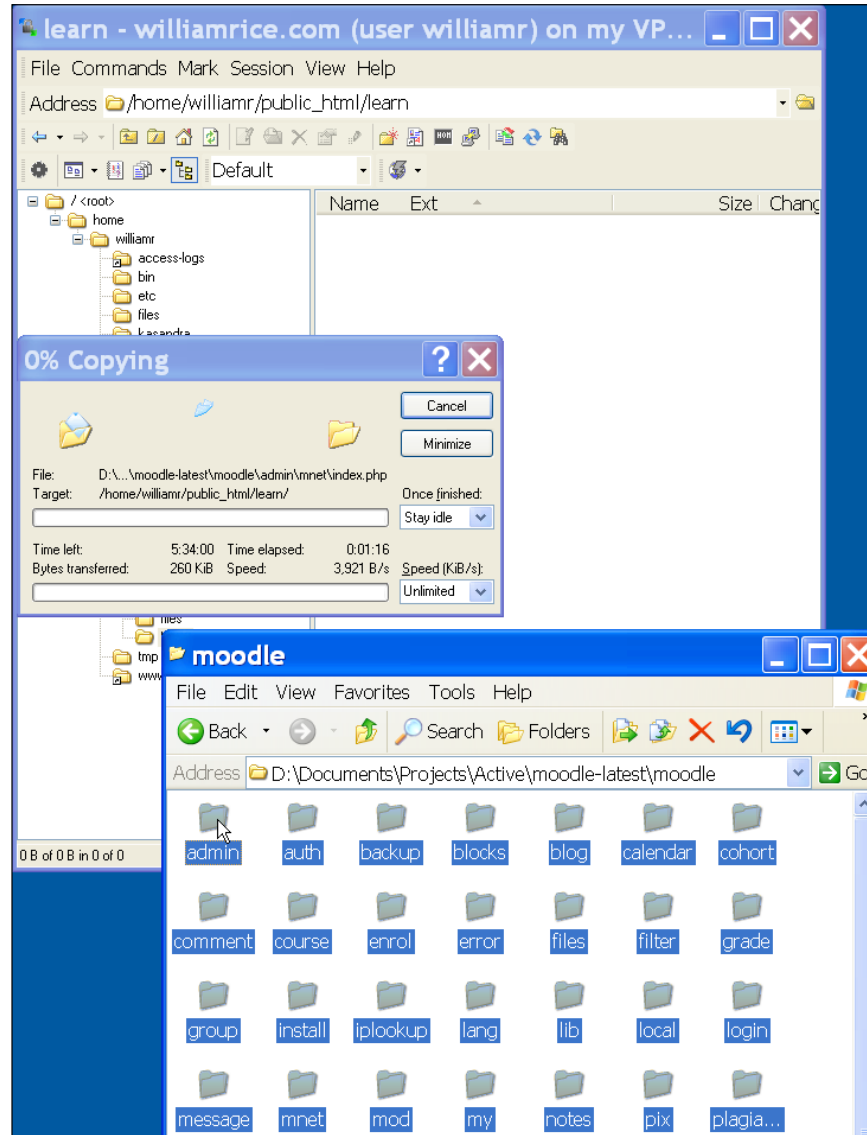 learn - williamrice.com (user williamr) on my VP...
File Commands Mark Session View Help
Address /home/williamr/public_html/learn
Default
Name Ext Size Chang
/ <root>
home
williamr
access-logs
bin
etc
files
kasandra
0% Copying
Cancel
Minimize
File: D:\...\moodle-latest\moodle\admin\mnet\index.php
Target: /home/williamr/public_html/learn/
Once finished:
Stay idle
Time left: 5:34:00 Time elapsed: 0:01:16
Bytes transferred: 260 KiB Speed: 3,921 B/s
Speed (KiB/s):
Unlimited
files
tmp
www
0 B of 0 B in 0 of 0
moodle
File Edit View Favorites Tools Help
Back Search Folders
Address D:\Documents\Projects\Active\moodle-latest\moodle Go
admin auth backup blocks blog calendar cohort
comment course enrol error files filter grade
group install iplookup lang lib local login
message mnet mod my notes pix plagia...